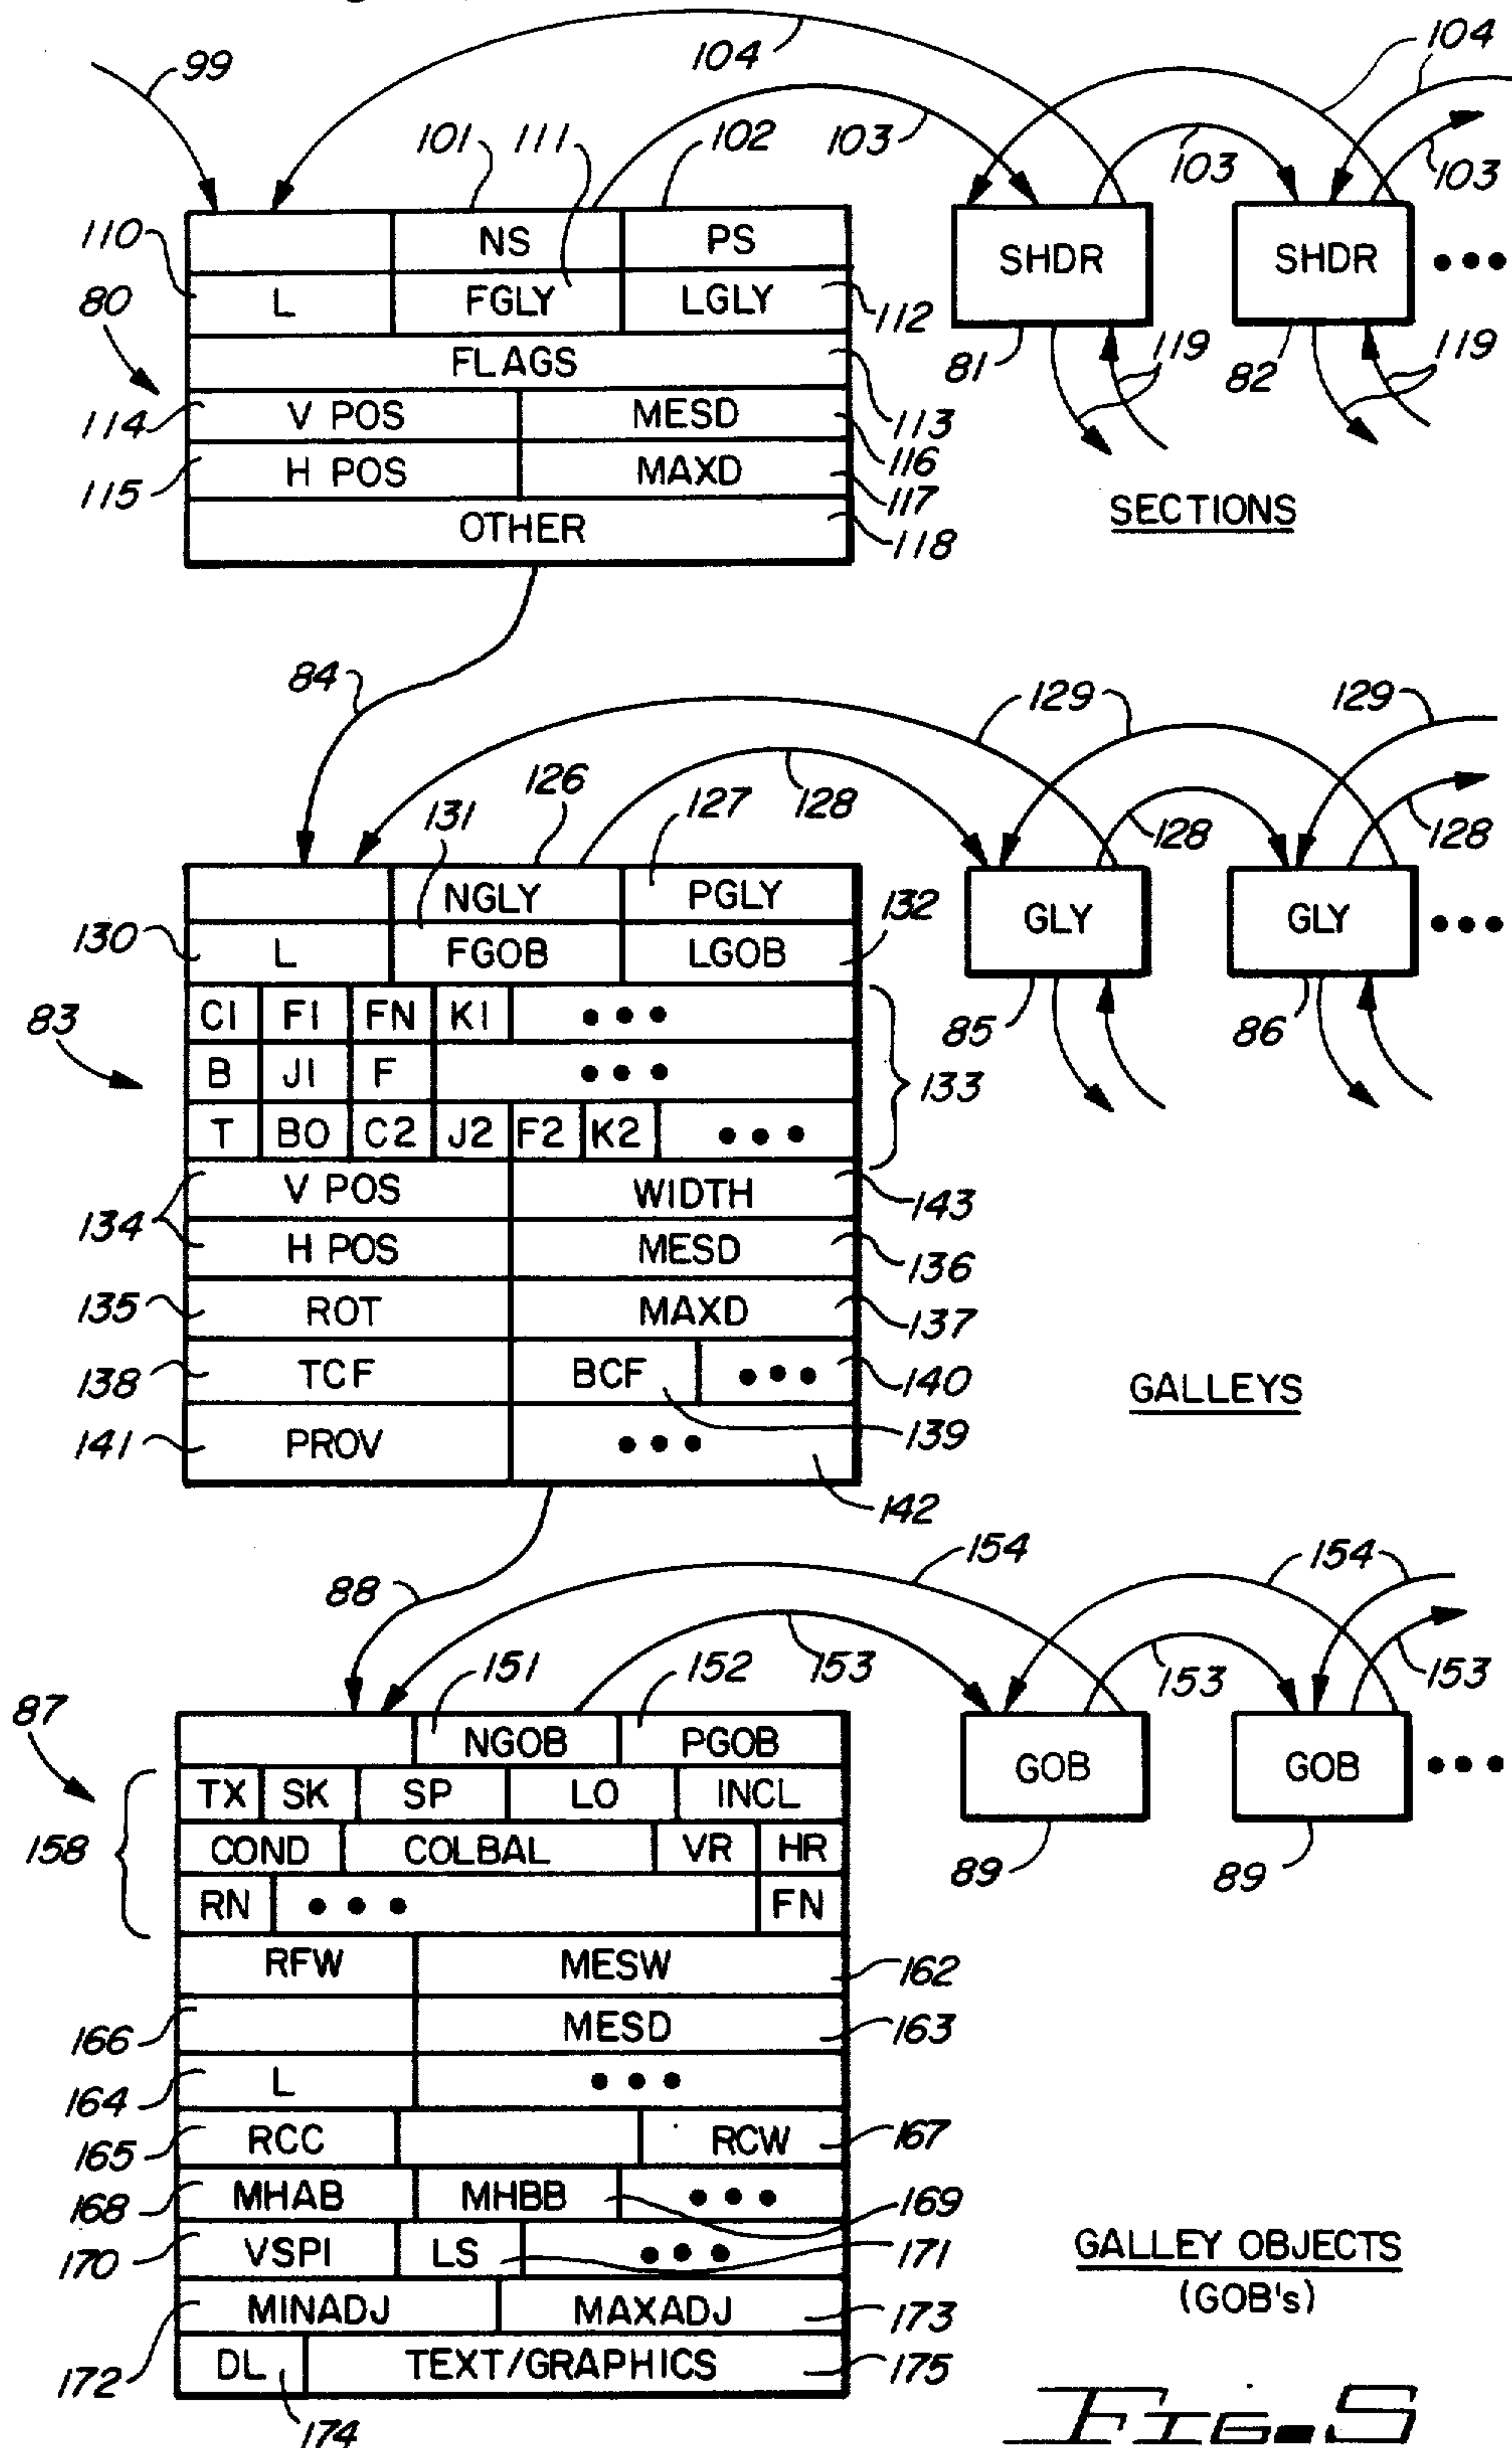 99
104
104
101
111
102
103
103
103
110
NS
PS
SHDR
SHDR
•••
80
L
FGLY
LGLY
112
FLAGS
81
119
82
119
114
V POS
MESD
113
116
115
H POS
MAXD
117
SECTIONS
OTHER
118
84
129
129
126
127
128
128
128
131
NGLY
PGLY
132
GLY
GLY
•••
130
L
FGOB
LGOB
83
C1
F1
FN
K1
•••
85
86
B
J1
F
•••
133
T
BO
C2
J2
F2
K2
•••
134
V POS
WIDTH
143
H POS
MESD
136
135
ROT
MAXD
137
138
TCF
BCF
•••
140
GALLEYS
141
PROV
•••
139
142
88
154
154
151
152
153
153
153
87
NGOB
PGOB
GOB
GOB
•••
158
TX
SK
SP
LO
INCL
COND
COLBAL
VR
HR
89
89
RN
•••
FN
RFW
MESW
162
166
MESD
163
164
L
•••
165
RCC
RCW
167
168
MHAB
MHBB
•••
169
170
VSPI
LS
•••
171
GALLEY OBJECTS
(GOB's)
MINADJ
MAXADJ
173
172
DL
TEXT/GRAPHICS
175
174
FIG-5